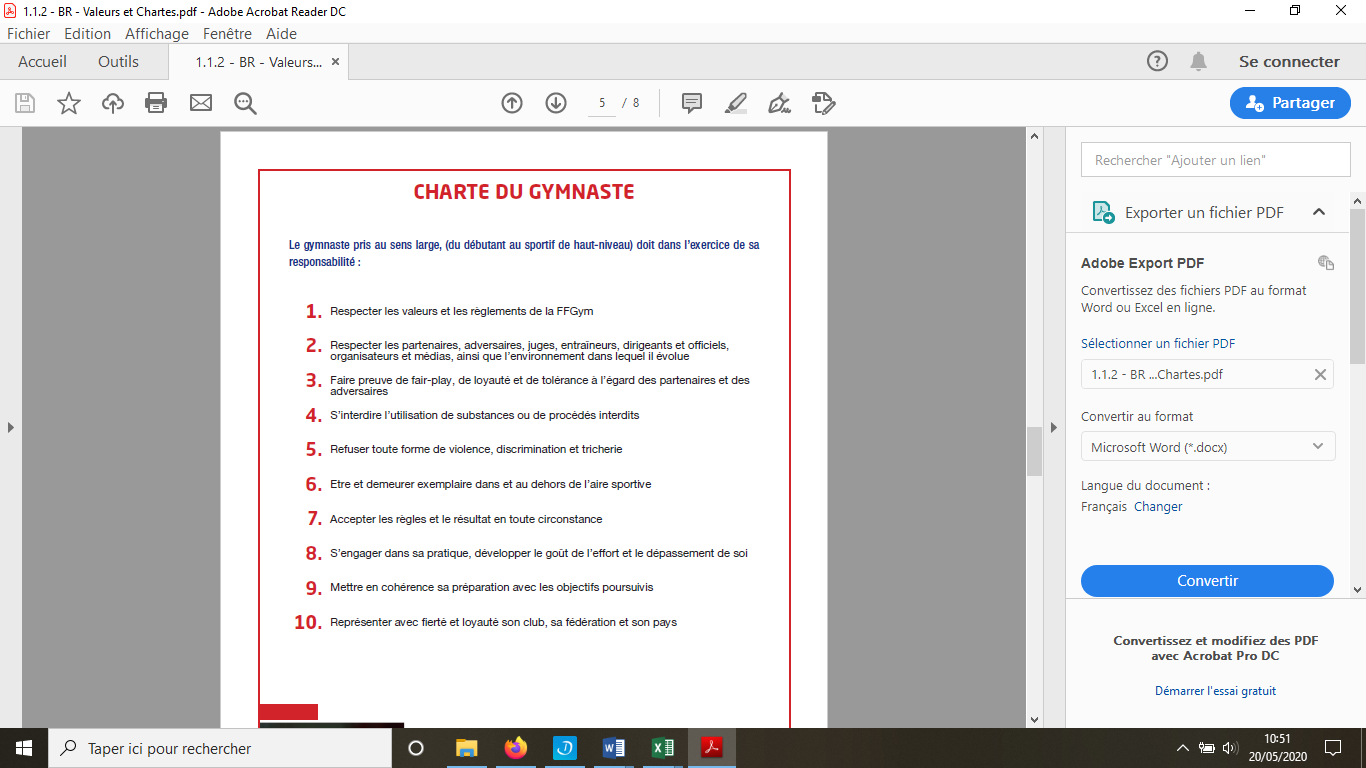 1.1.2 - BR - Valeurs et Chartes.pdf - Adobe Acrobat Reader DC
Fichier Edition Affichage Fenêtre Aide
Accueil Outils 1.1.2 - BR - Valeurs... × Se connecter
5 / 8 Partager
CHARTE DU GYMNASTE
Le gymnaste pris au sens large, (du débutant au sportif de haut-niveau) doit dans l'exercice de sa
responsabilité :
1. Respecter les valeurs et les règlements de la FFGym
2. Respecter les partenaires, adversaires, juges, entraîneurs, dirigeants et officiels,
organisateurs et médias, ainsi que l'environnement dans lequel il évolue
3. Faire preuve de fair-play, de loyauté et de tolérance à l'égard des partenaires et des
adversaires
4. S'interdire l'utilisation de substances ou de procédés interdits
5. Refuser toute forme de violence, discrimination et tricherie
6. Etre et demeurer exemplaire dans et au dehors de l'aire sportive
7. Accepter les règles et le résultat en toute circonstance
8. S'engager dans sa pratique, développer le goût de l'effort et le dépassement de soi
9. Mettre en cohérence sa préparation avec les objectifs poursuivis
10. Représenter avec fierté et loyauté son club, sa fédération et son pays
Rechercher "Ajouter un lien"
Exporter un fichier PDF
Adobe Export PDF
Convertissez des fichiers PDF au format
Word ou Excel en ligne.
Sélectionner un fichier PDF
1.1.2 - BR ...Chartes.pdf
Convertir au format
Microsoft Word (*.docx)
Langue du document :
Français Changer
Convertir
Convertissez et modifiez des PDF
avec Acrobat Pro DC
Démarrer l'essai gratuit
Taper ici pour rechercher
10:51
20/05/2020